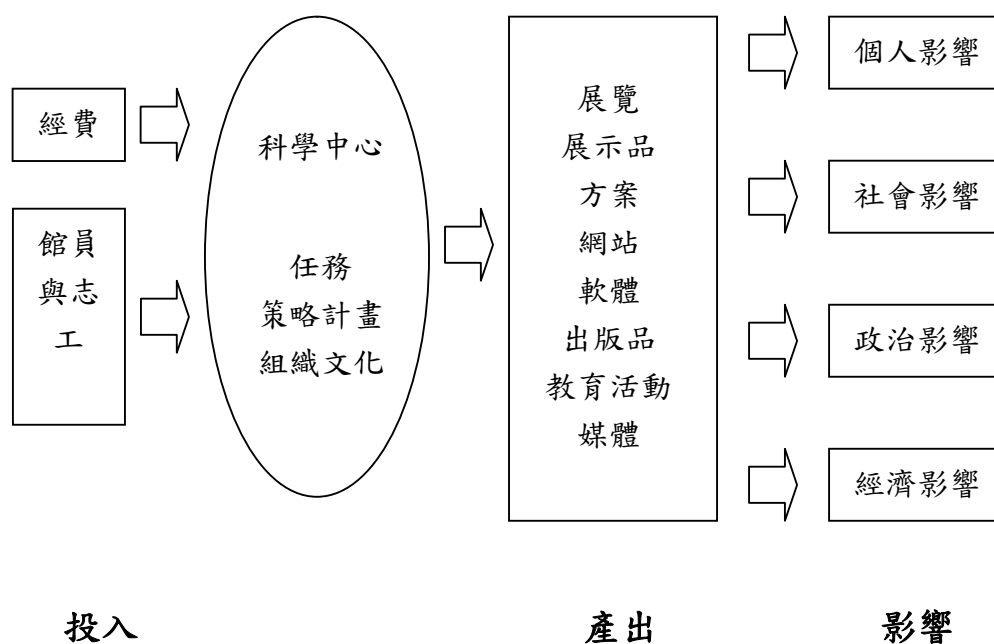 經費
館員
與志
工
科學中心
任務
策略計畫
組織文化
展覽
展示品
方案
網站
軟體
出版品
教育活動
媒體
個人影響
社會影響
政治影響
經濟影響
投入
產出
影響